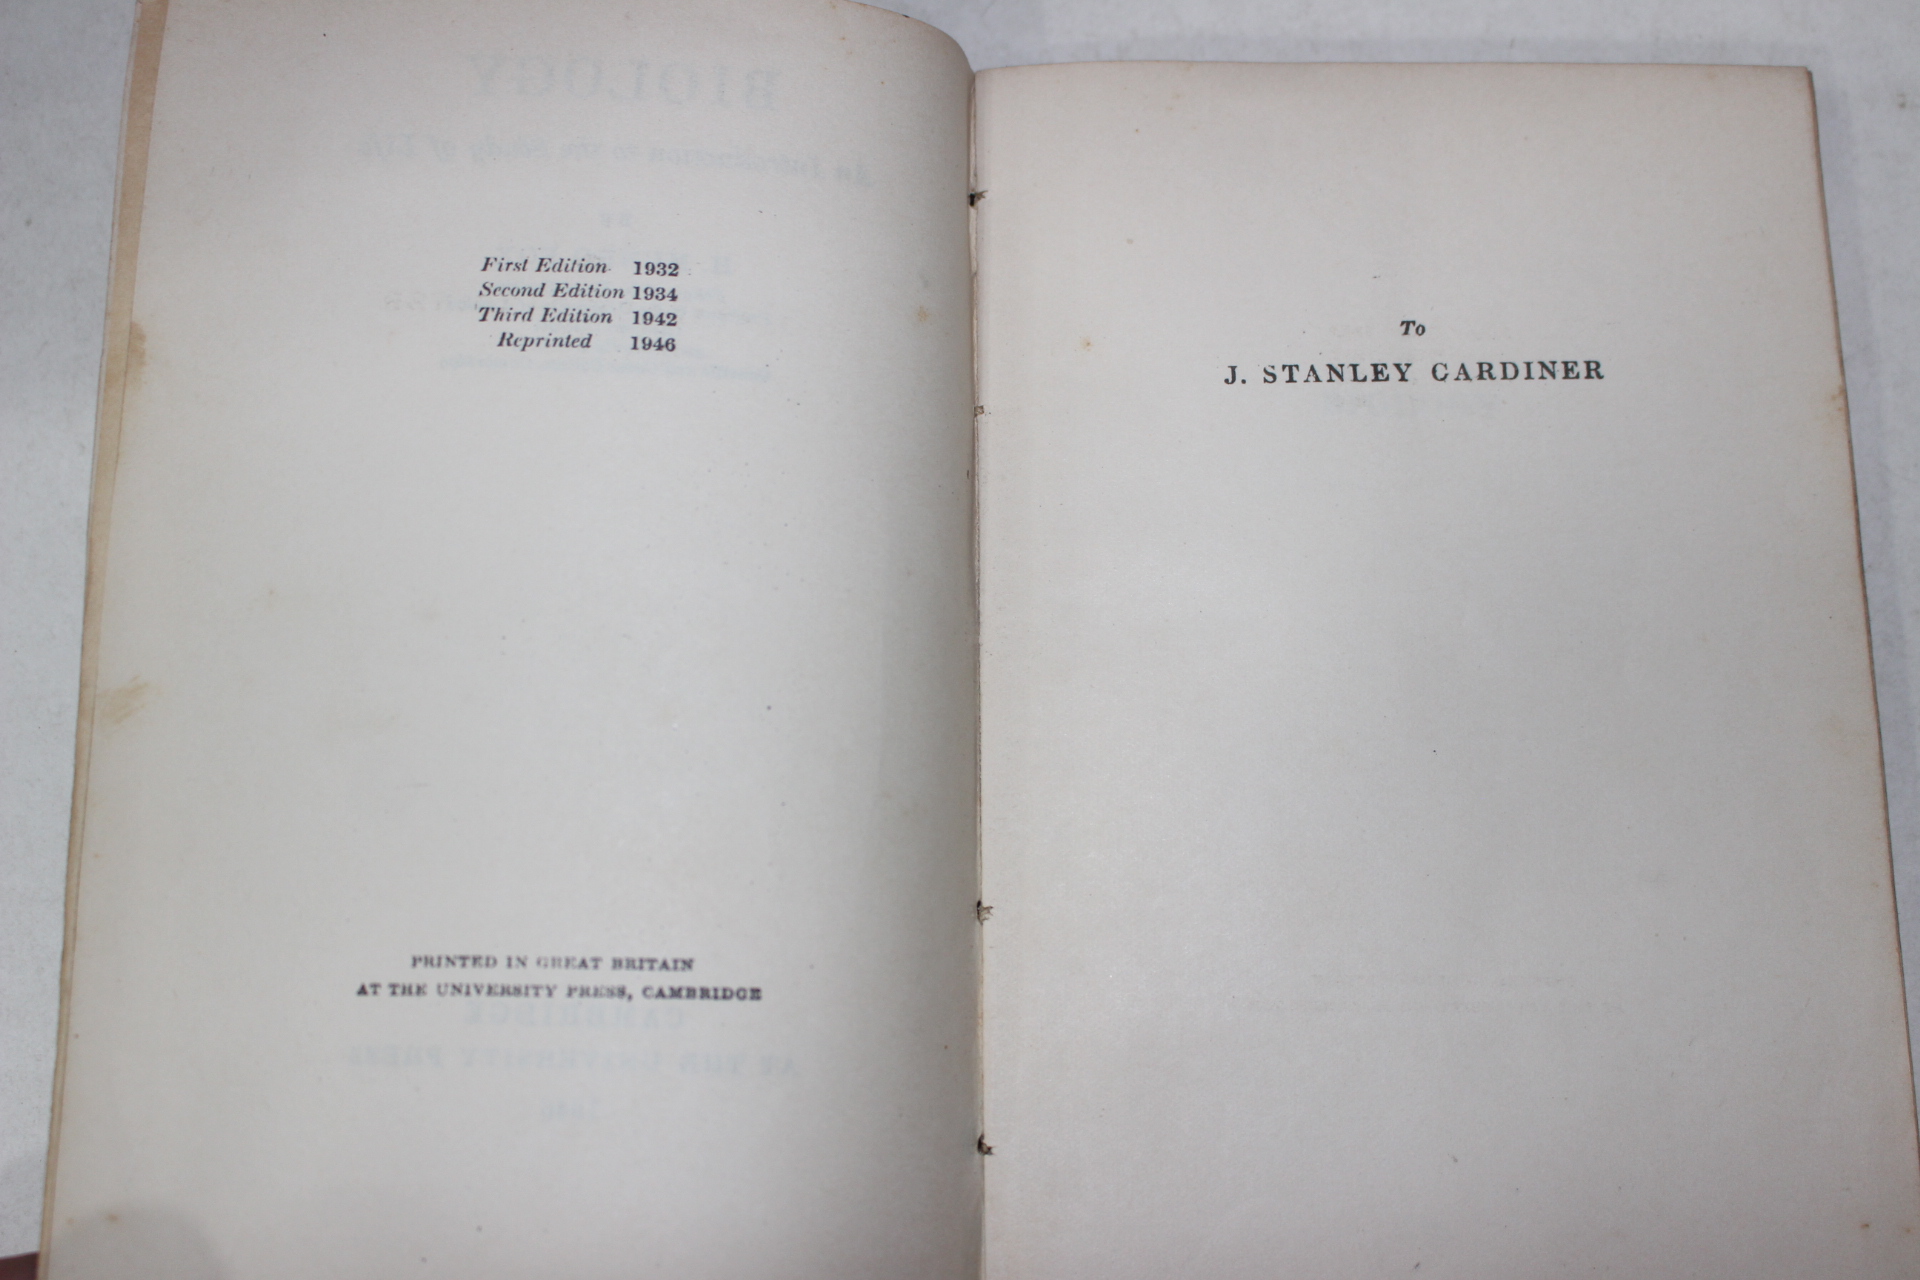 First Edition 1932
Second Edition 1934
Third Edition 1942
Reprinted 1946
PRINTED IN GREAT BRITAIN
AT THE UNIVERSITY PRESS, CAMBRIDGE
To
J. STANLEY GARDINER